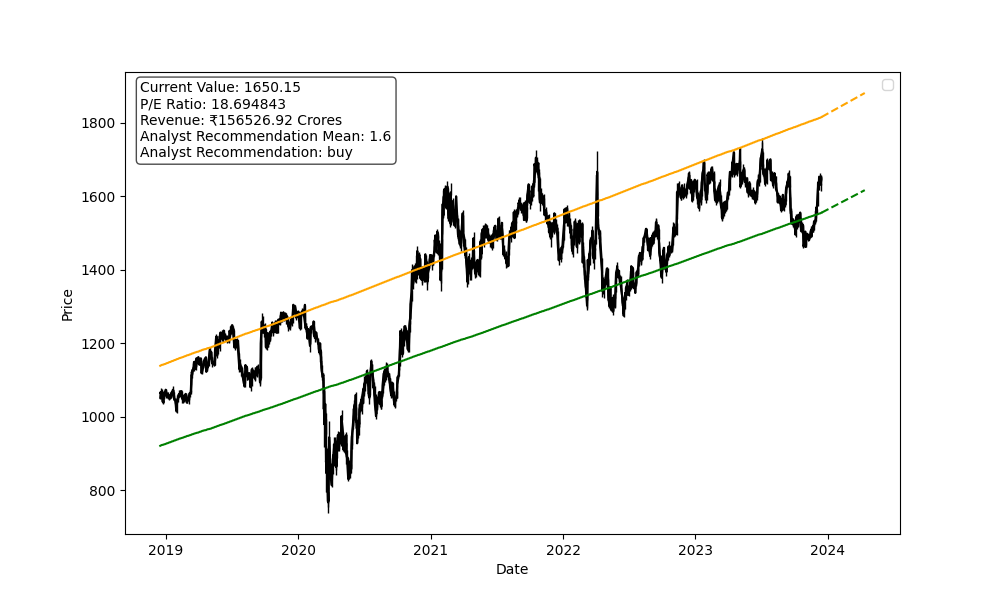 Current Value: 1650.15
P/E Ratio: 18.694843
Revenue: ₹156526.92 Crores
Analyst Recommendation Mean: 1.6
Analyst Recommendation: buy
1800
1600
1400
1200
1000
800
Price
2019 2020 2021 2022 2023 2024
Date